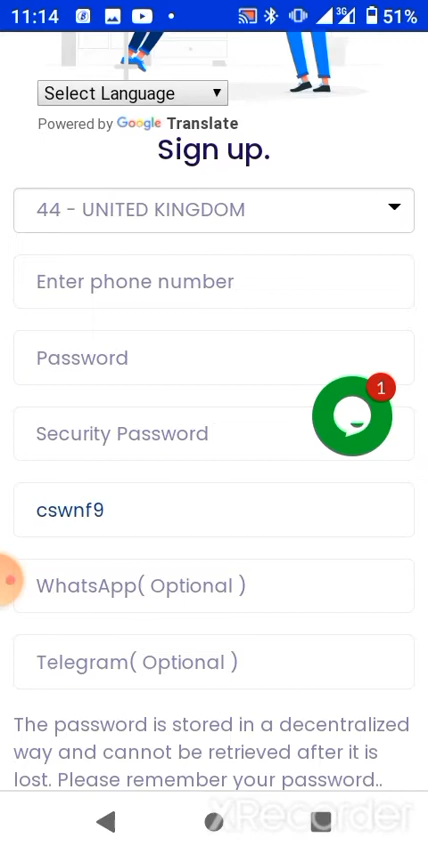 11:14 3G 51%
Select Language
Powered by Google Translate
Sign up.
44 - UNITED KINGDOM
Enter phone number
Password
1
Security Password
cswnf9
WhatsApp( Optional )
Telegram( Optional )
The password is stored in a decentralized
way and cannot be retrieved after it is
lost. Please remember your password..
XRecorder